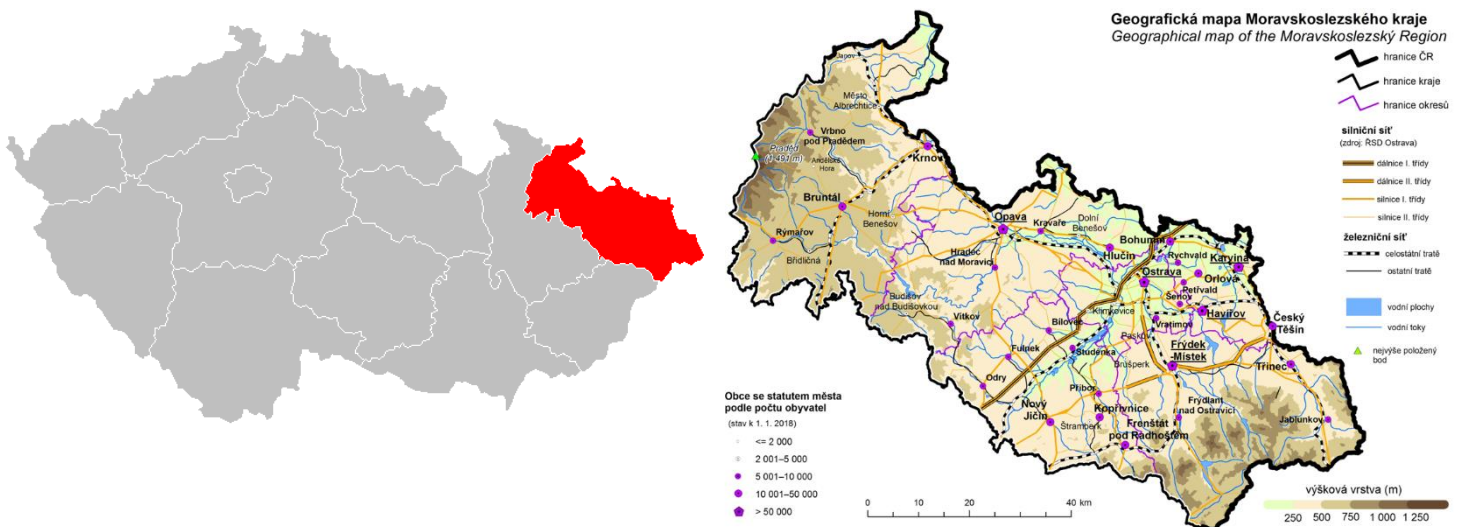 Geografická mapa Moravskoslezského kraje
Geographical map of the Moravskoslezský Region
hranice ČR
hranice kraje
hranice okresů
silniční síť
(zdroj: ŘSD Ostrava)
dálnice I. třídy
dálnice II. třídy
silnice I. třídy
silnice II. třídy
železniční síť
celostátní tratě
ostatní tratě
vodní plochy
vodní toky
nejvýše položený
bod
Janov
Město
Albrechtice
Vrbno
pod Pradědem
Praděd
(1 491 m)
Andělská
Hora
Krnov
Bruntál
Horní
Benešov
Rýmařov
Břidličná
Opava
Kravaře
Dolní
Benešov
Hradec
nad Moravicí
Hlučín
Bohumín
Rychvald
Karviná
Orlová
Ostrava
Petřvald
Šenov
Havířov
Budišov
nad Budišovkou
Vítkov
Klimkovice
Bílovec
Vratimov
Paskov
Český
Těšín
Fulnek
Studénka
Brušperk
Frýdek
-Místek
Třinec
Odry
Příbor
Nový
Jičín
Kopřivnice
Frýdlant
nad Ostravicí
Štramberk
Frenštát
pod Radhoštěm
Jablunkov
Obce se statutem města
podle počtu obyvatel
(stav k 1. 1. 2018)
<= 2 000
2 001–5 000
5 001–10 000
10 001–50 000
> 50 000
0 10 20 40 km
výšková vrstva (m)
250 500 750 1 000 1 250